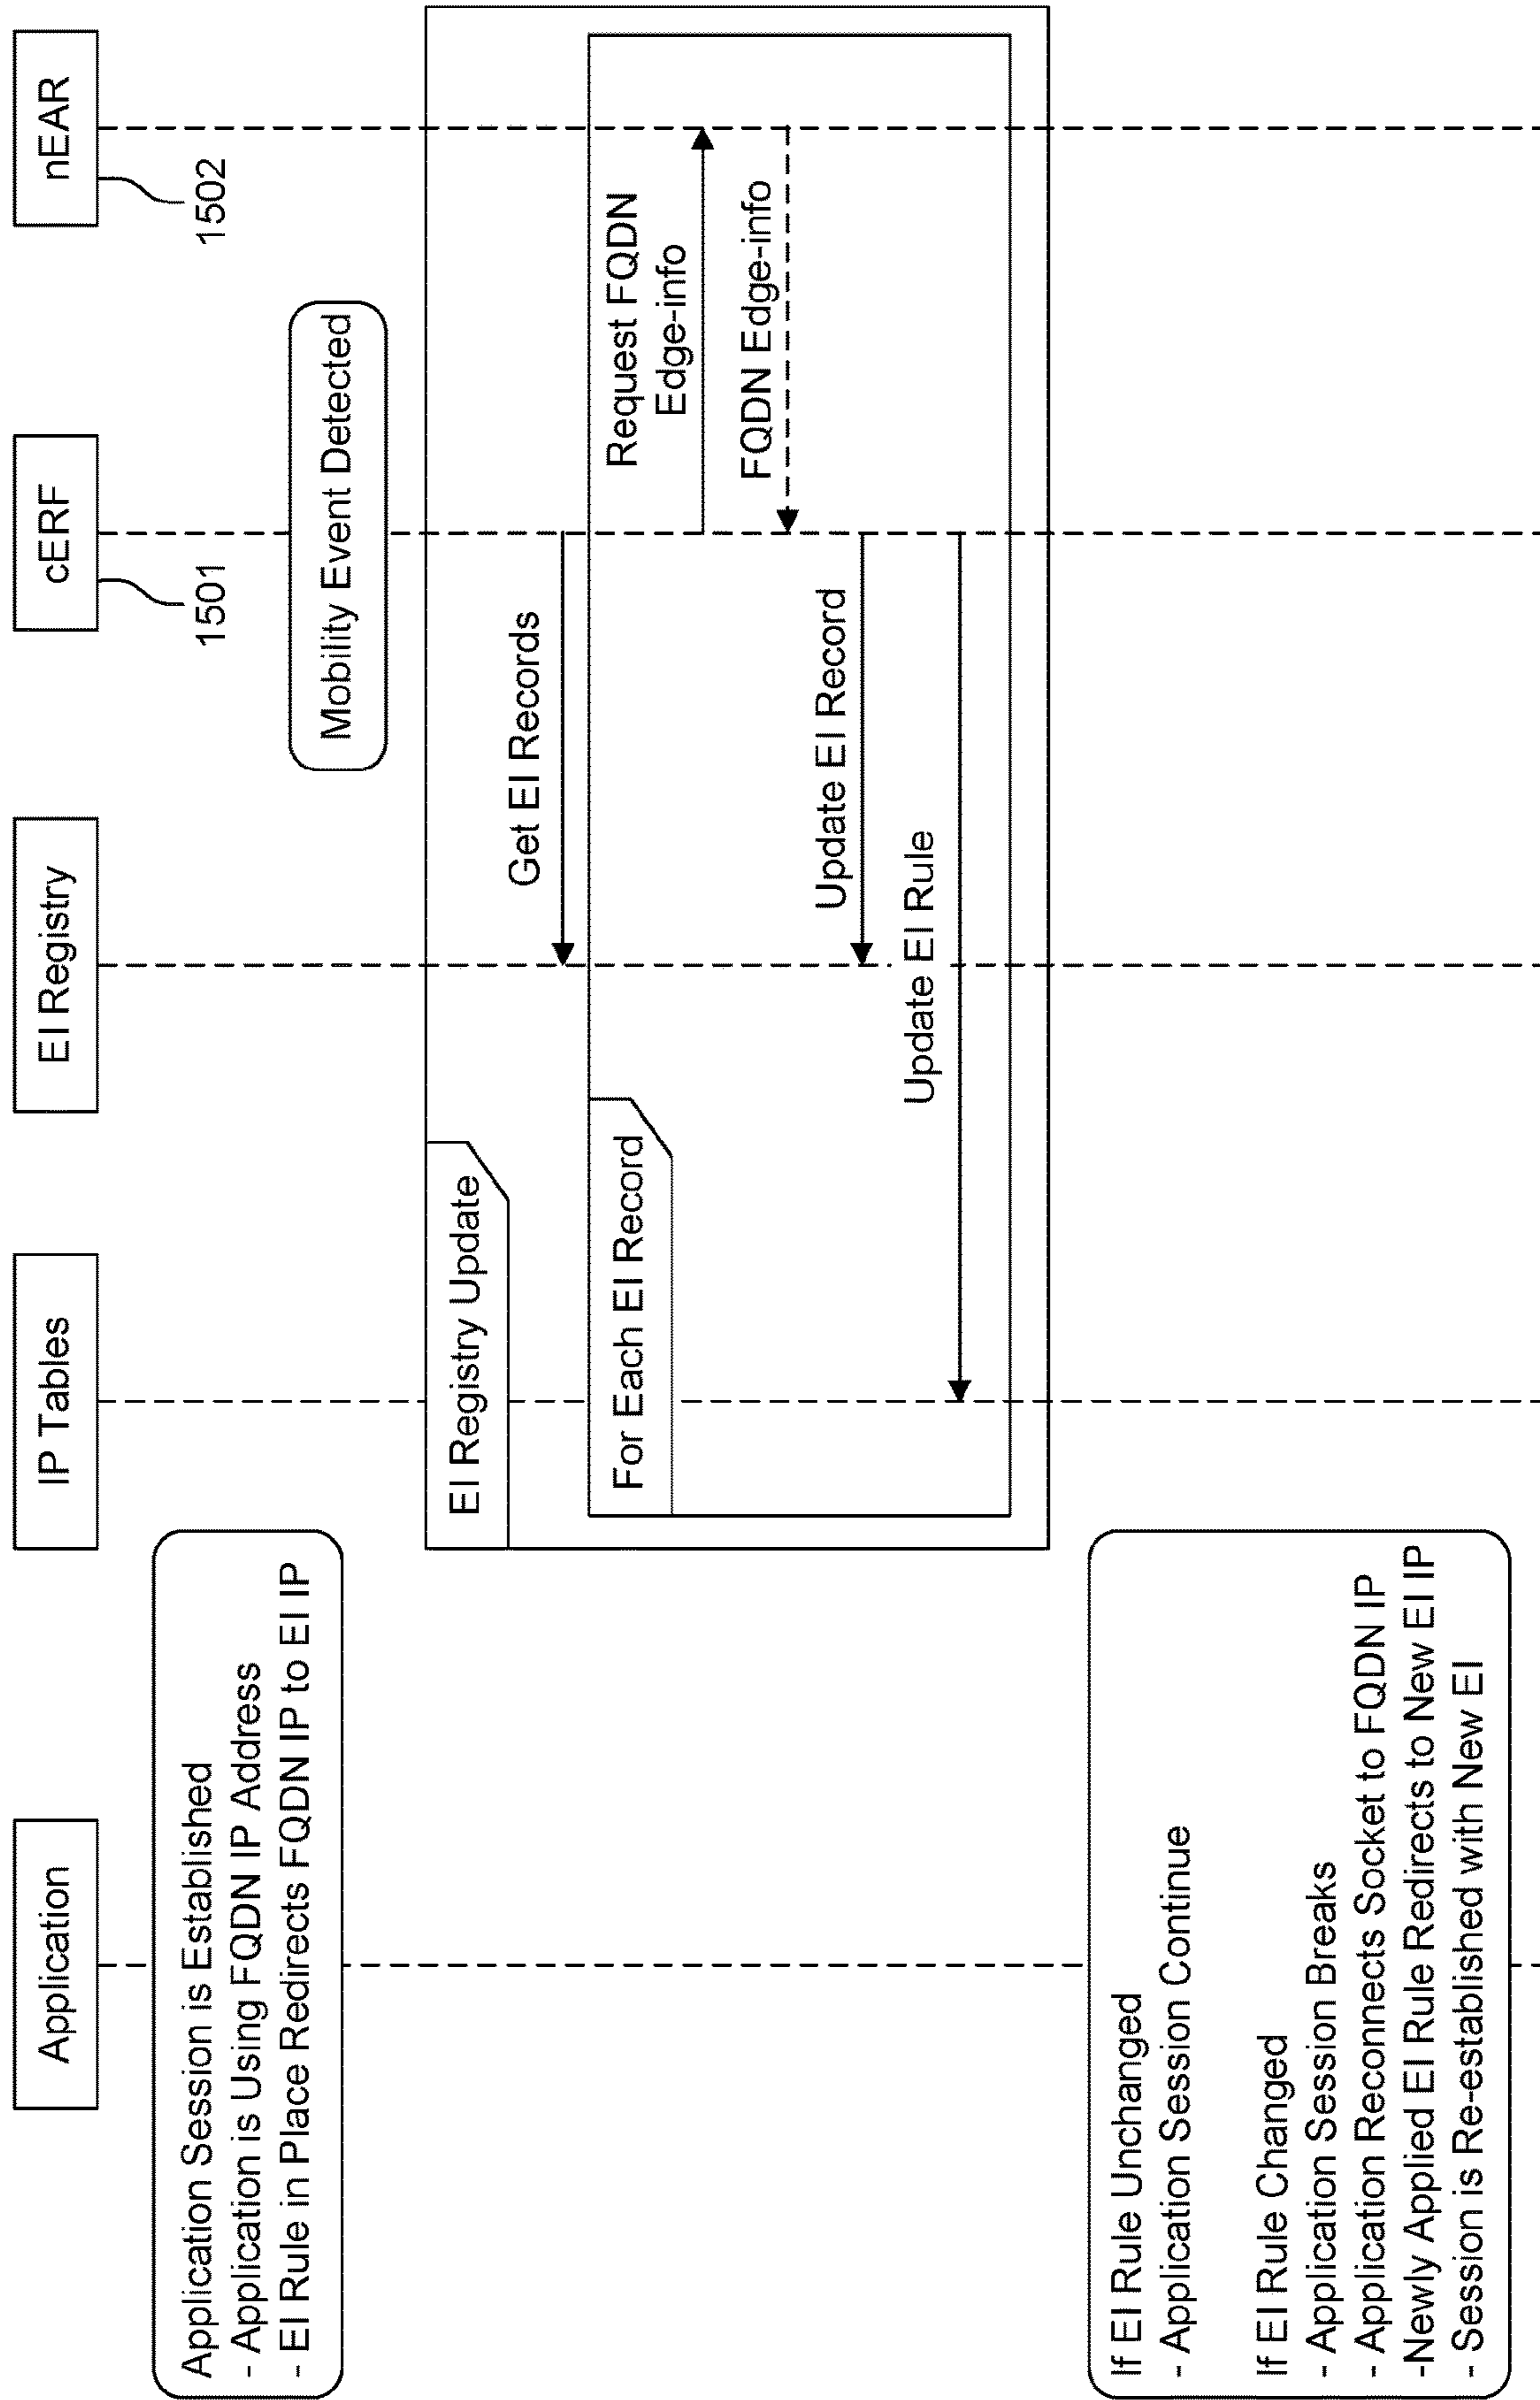 Application
IP Tables
EI Registry
cERF
nEAR
1501
1502
Application Session is Established
- Application is Using FQDN IP Address
- EI Rule in Place Redirects FQDN IP to EI IP
Mobility Event Detected
EI Registry Update
Get EI Records
For Each EI Record
Request FQDN
Edge-info
FQDN Edge-info
Update EI Record
Update EI Rule
If EI Rule Unchanged
- Application Session Continue
If EI Rule Changed
- Application Session Breaks
- Application Reconnects Socket to FQDN IP
-Newly Applied EI Rule Redirects to New EI IP
- Session is Re-established with New EI